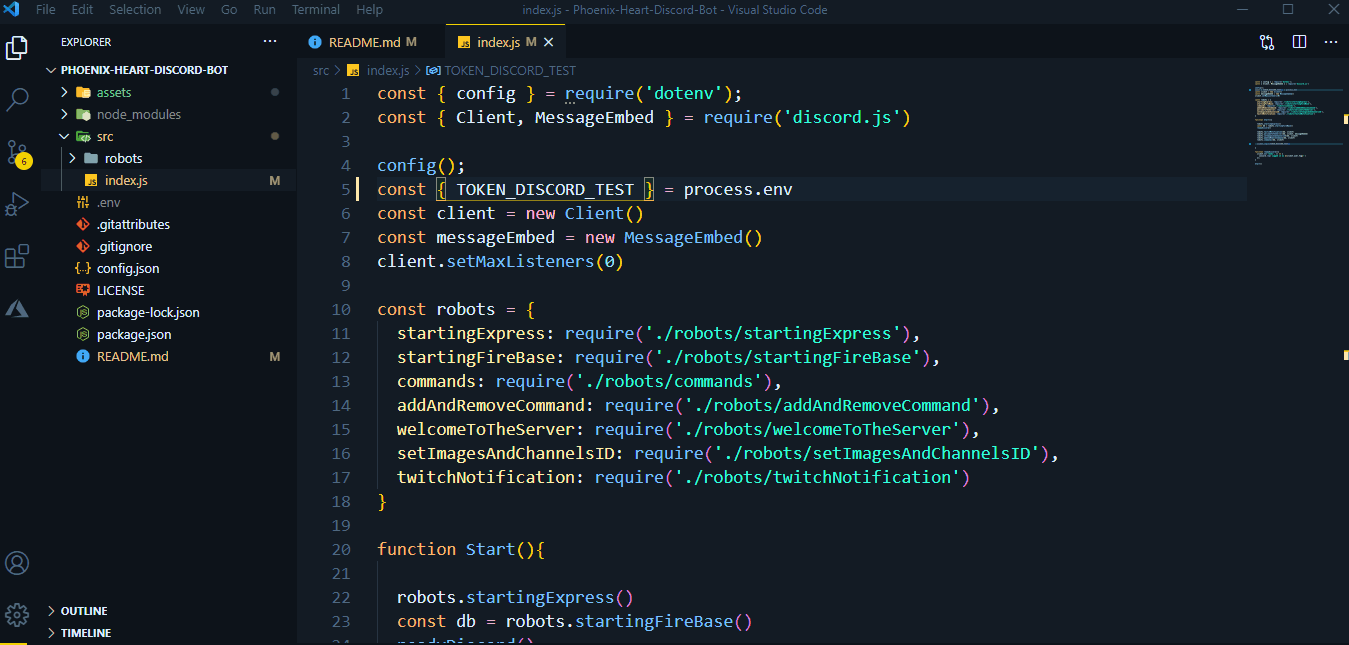 File Edit Selection View Go Run Terminal Help index.js - Phoenix-Heart-Discord-Bot - Visual Studio Code
EXPLORER
PHOENIX-HEART-DISCORD-BOT
assets
node_modules
src
robots
index.js M
.env
.gitattributes
.gitignore
config.json
LICENSE
package-lock.json
package.json
README.md M
OUTLINE
TIMELINE
6
README.md M index.js M
src > index.js > TOKEN_DISCORD_TEST
1 const { config } = require('dotenv');
2 const { Client, MessageEmbed } = require('discord.js')
3
4 config();
5 const { TOKEN_DISCORD_TEST } = process.env
6 const client = new Client()
7 const messageEmbed = new MessageEmbed()
8 client.setMaxListeners(0)
9
10 const robots = {
11 startingExpress: require('./robots/startingExpress'),
12 startingFireBase: require('./robots/startingFireBase'),
13 commands: require('./robots/commands'),
14 addAndRemoveCommand: require('./robots/addAndRemoveCommand'),
15 welcomeToTheServer: require('./robots/welcomeToTheServer'),
16 setImagesAndChannelsID: require('./robots/setImagesAndChannelsID'),
17 twitchNotification: require('./robots/twitchNotification')
18 }
19
20 function Start(){
21
22 robots.startingExpress()
23 const db = robots.startingFireBase()